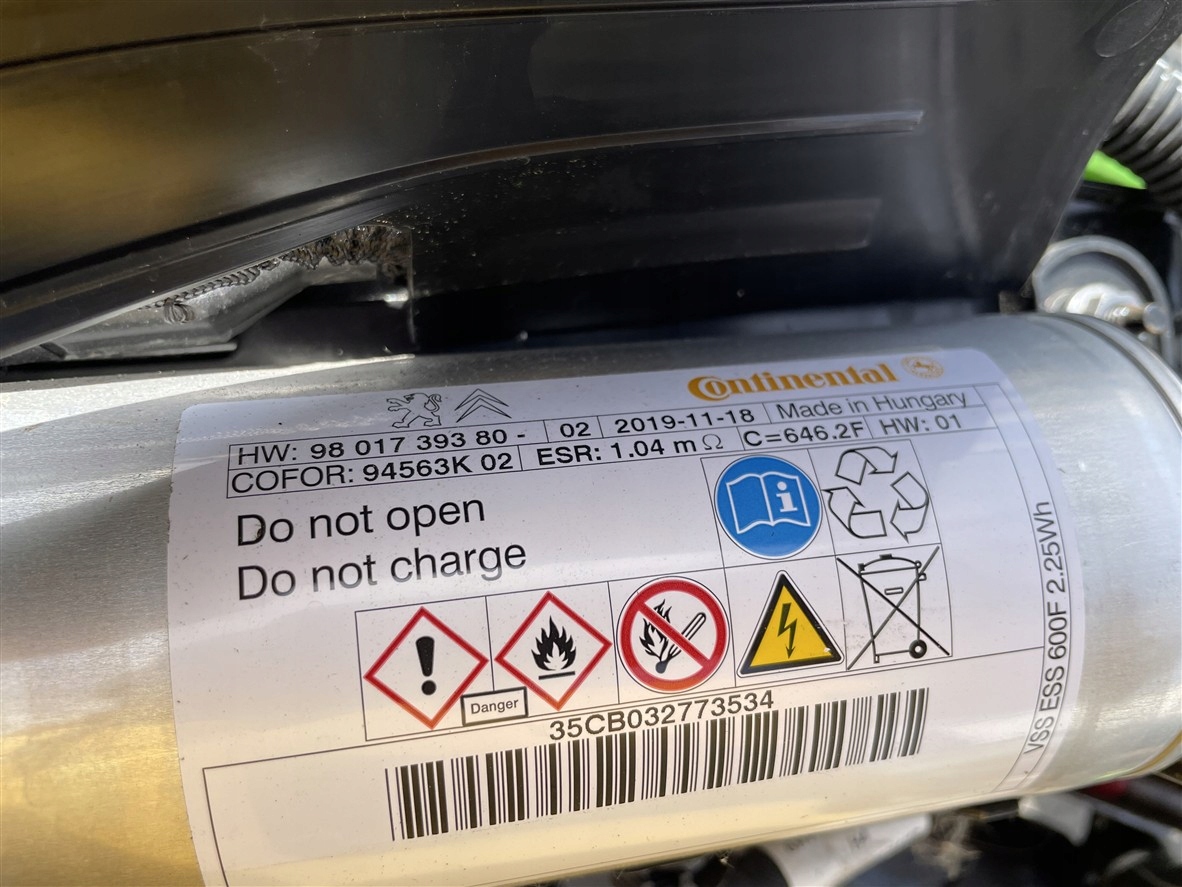 Continental
HW: 98 017 393 80 - 02 2019-11-18 Made in Hungary
COFOR: 94563K 02 ESR: 1.04 mΩ C=646.2F HW: 01
Do not open
Do not charge
i
Danger
35CB032773534
VSS ESS 600F 2.25Wh